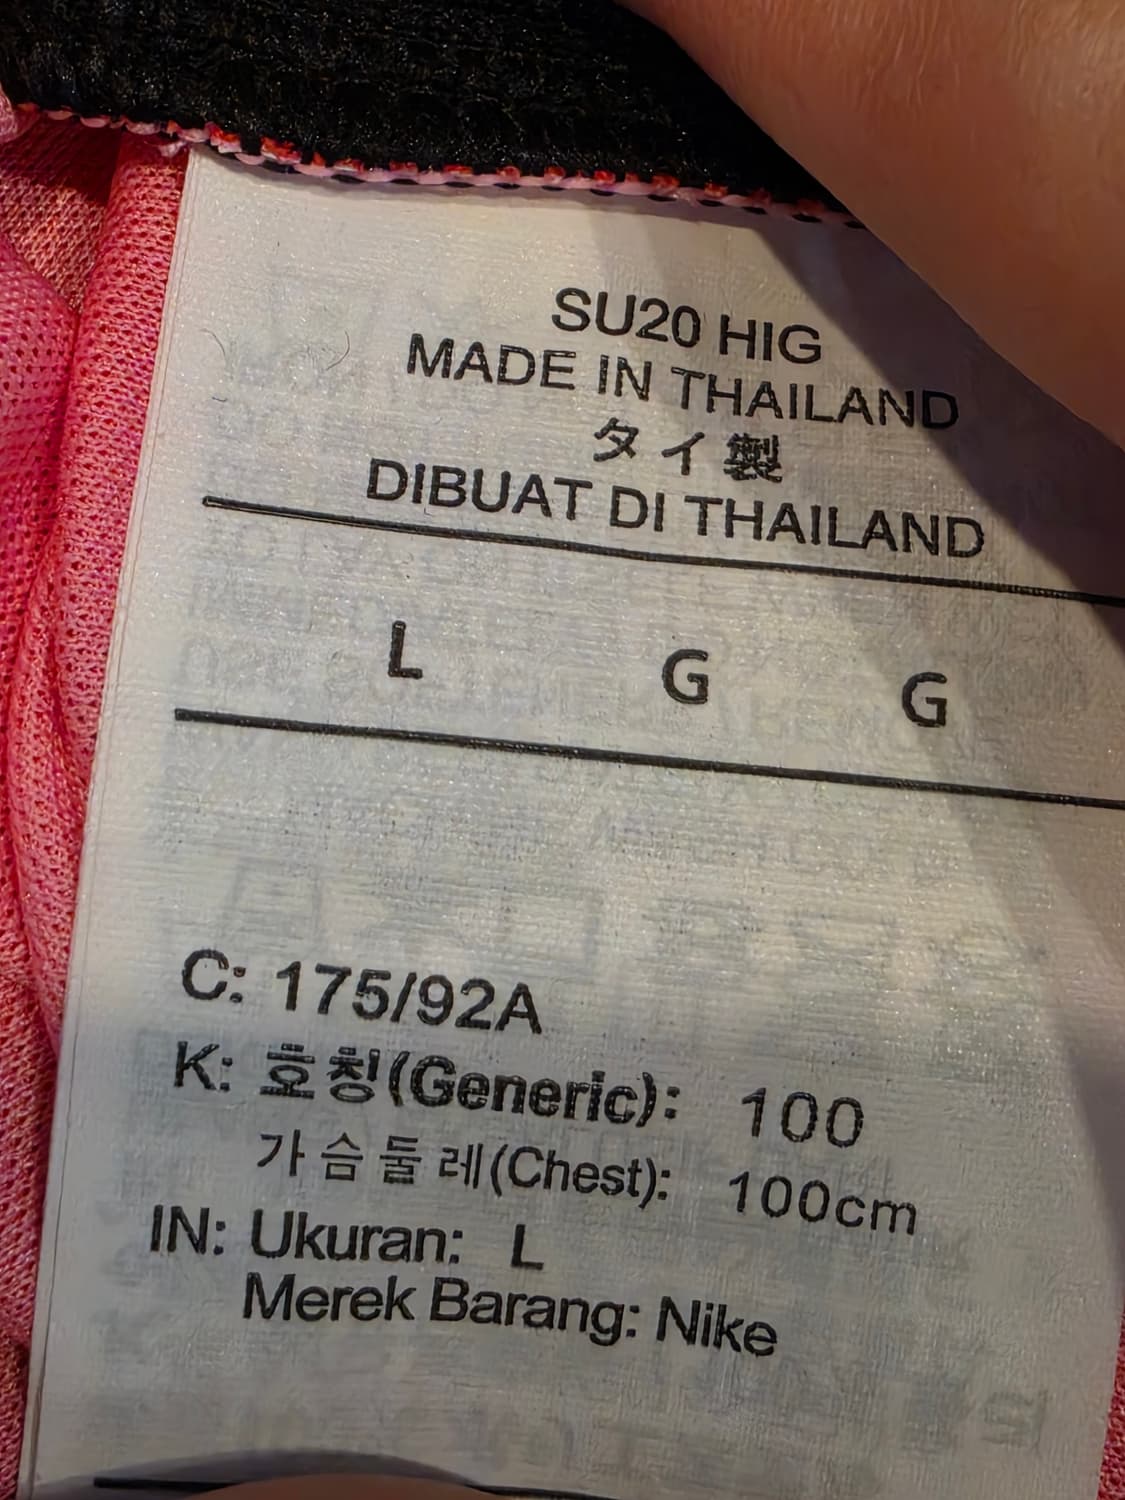 SU20 HIG
MADE IN THAILAND
タイ製
DIBUAT DI THAILAND
L G G
C: 175/92A
K: 호칭(Generic): 100
가슴둘레(Chest): 100cm
IN: Ukuran: L
Merek Barang: Nike